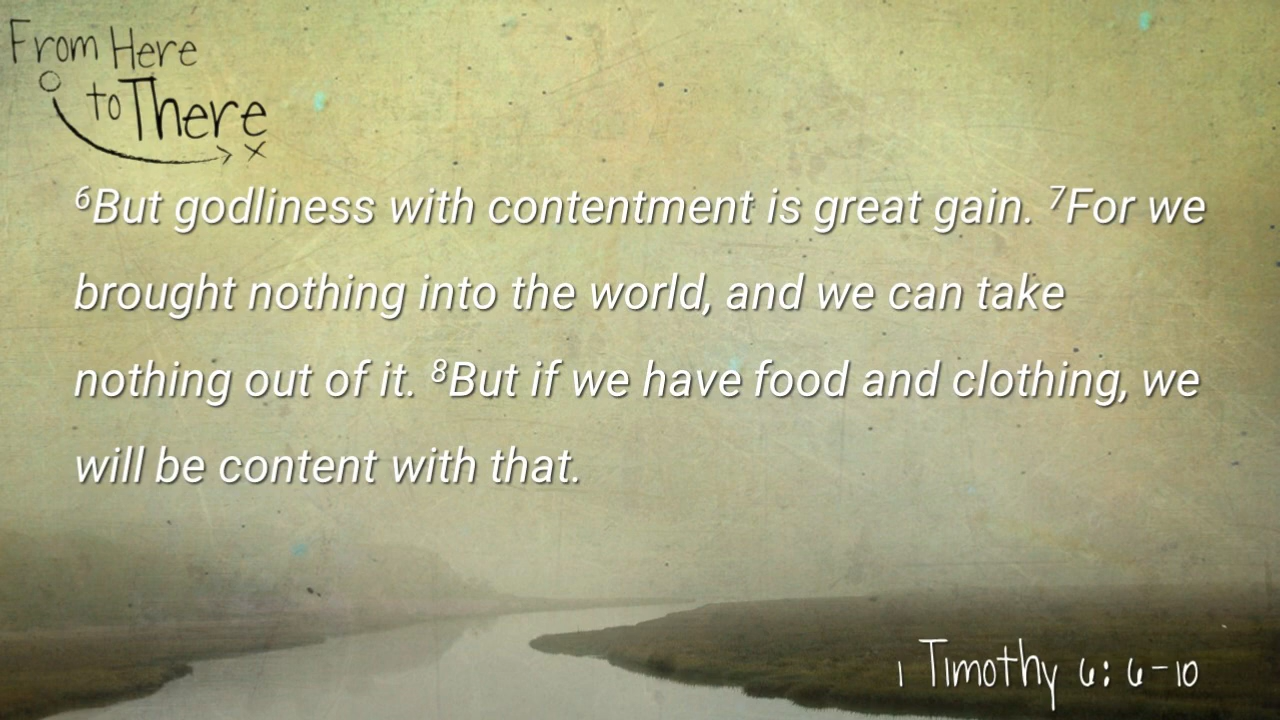 From Here
to There
⁶But godliness with contentment is great gain. ⁷For we
brought nothing into the world, and we can take
nothing out of it. ⁸But if we have food and clothing, we
will be content with that.
1 Timothy 6: 6-10